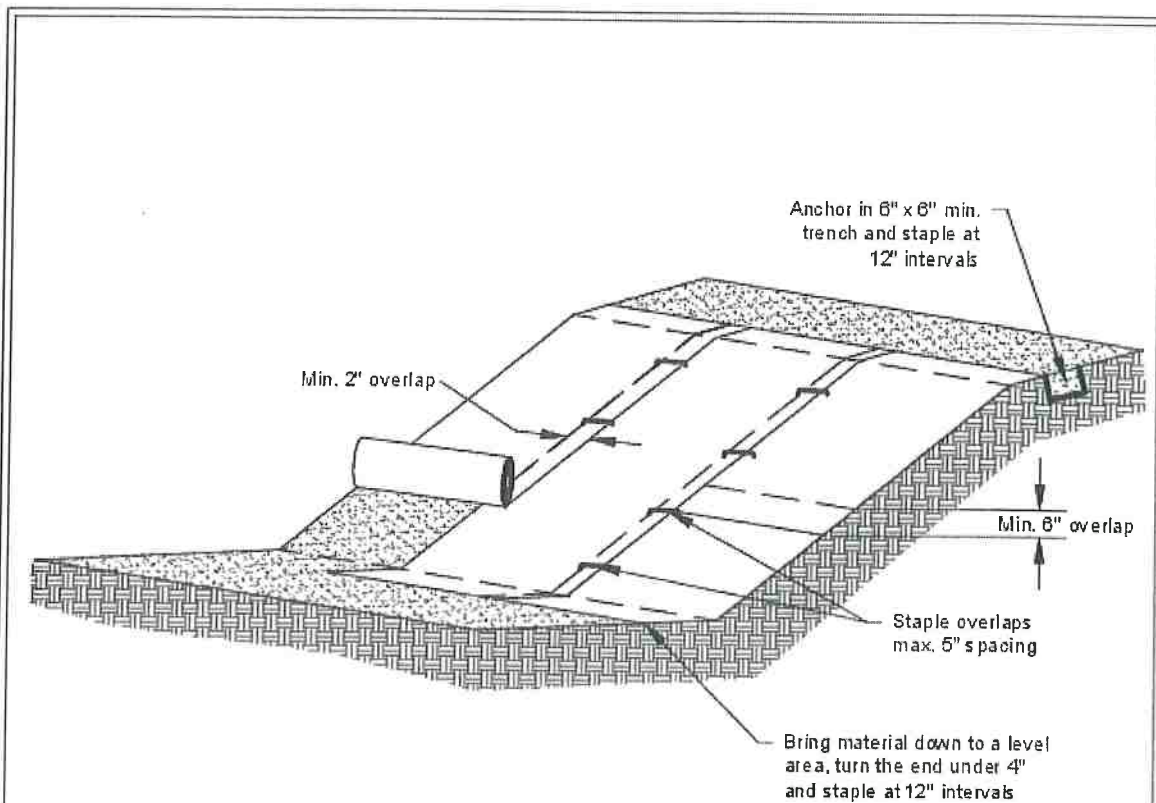 Anchor in 6" x 6" min.
trench and staple at
12" intervals
Min. 2" overlap
Min. 6" overlap
Staple overlaps
max. 5" spacing
Bring material down to a level
area, turn the end under 4"
and staple at 12" intervals